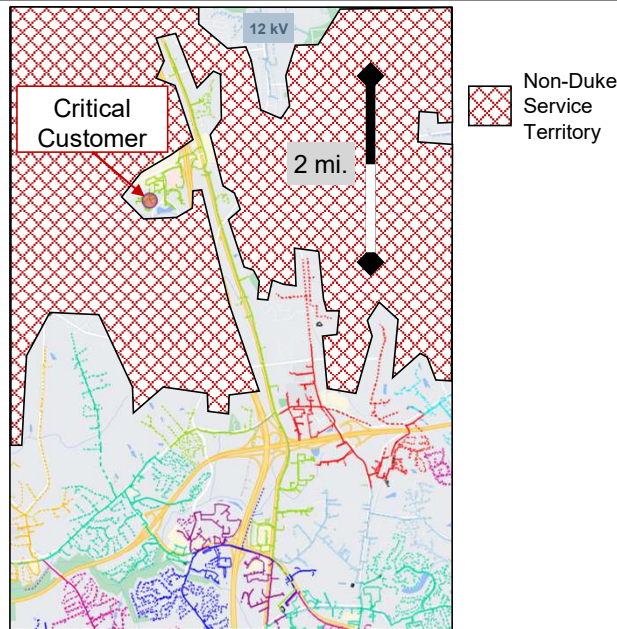 12 kV
Critical
Customer
2 mi.
Non-Duke
Service
Territory